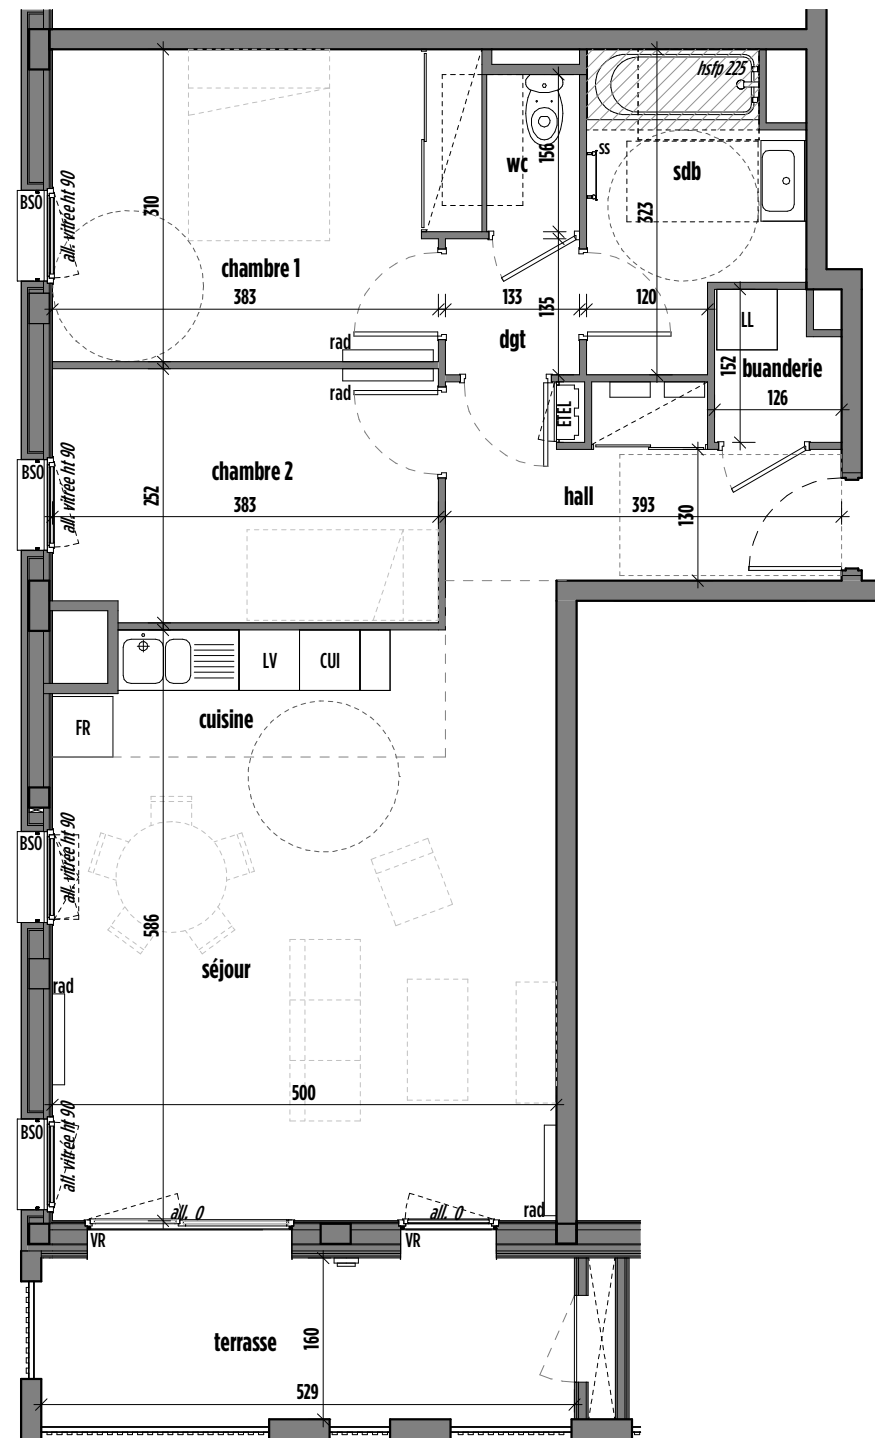 hsfp 225
BSO
all. vitrée ht 90
310
156
wc
ss
sdb
323
chambre 1
383
133
135
120
LL
dgt
rad
152
buanderie
126
rad
ETEL
BSO
all. vitrée ht 90
chambre 2
252
383
hall
393
130
LV
CUI
cuisine
FR
BSO
all. vitrée ht 90
586
séjour
rad
500
BSO
all. vitrée ht 90
all. 0
all. 0
rad
VR
VR
terrasse
160
529